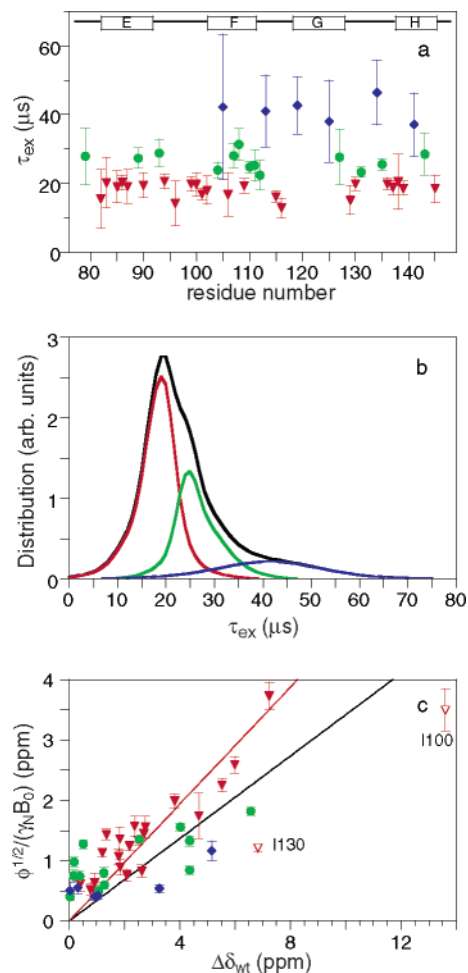 E F G H
a
60
40
20
0
τex (μs)
80 90 100 110 120 130 140
residue number
b
3
2
1
0
Distribution (arb. units)
0 10 20 30 40 50 60 70 80
τex (μs)
c
4
3
2
1
0
ϕ1/2/(γNB0) (ppm)
I100
I130
0 4 8 12
Δδwt (ppm)